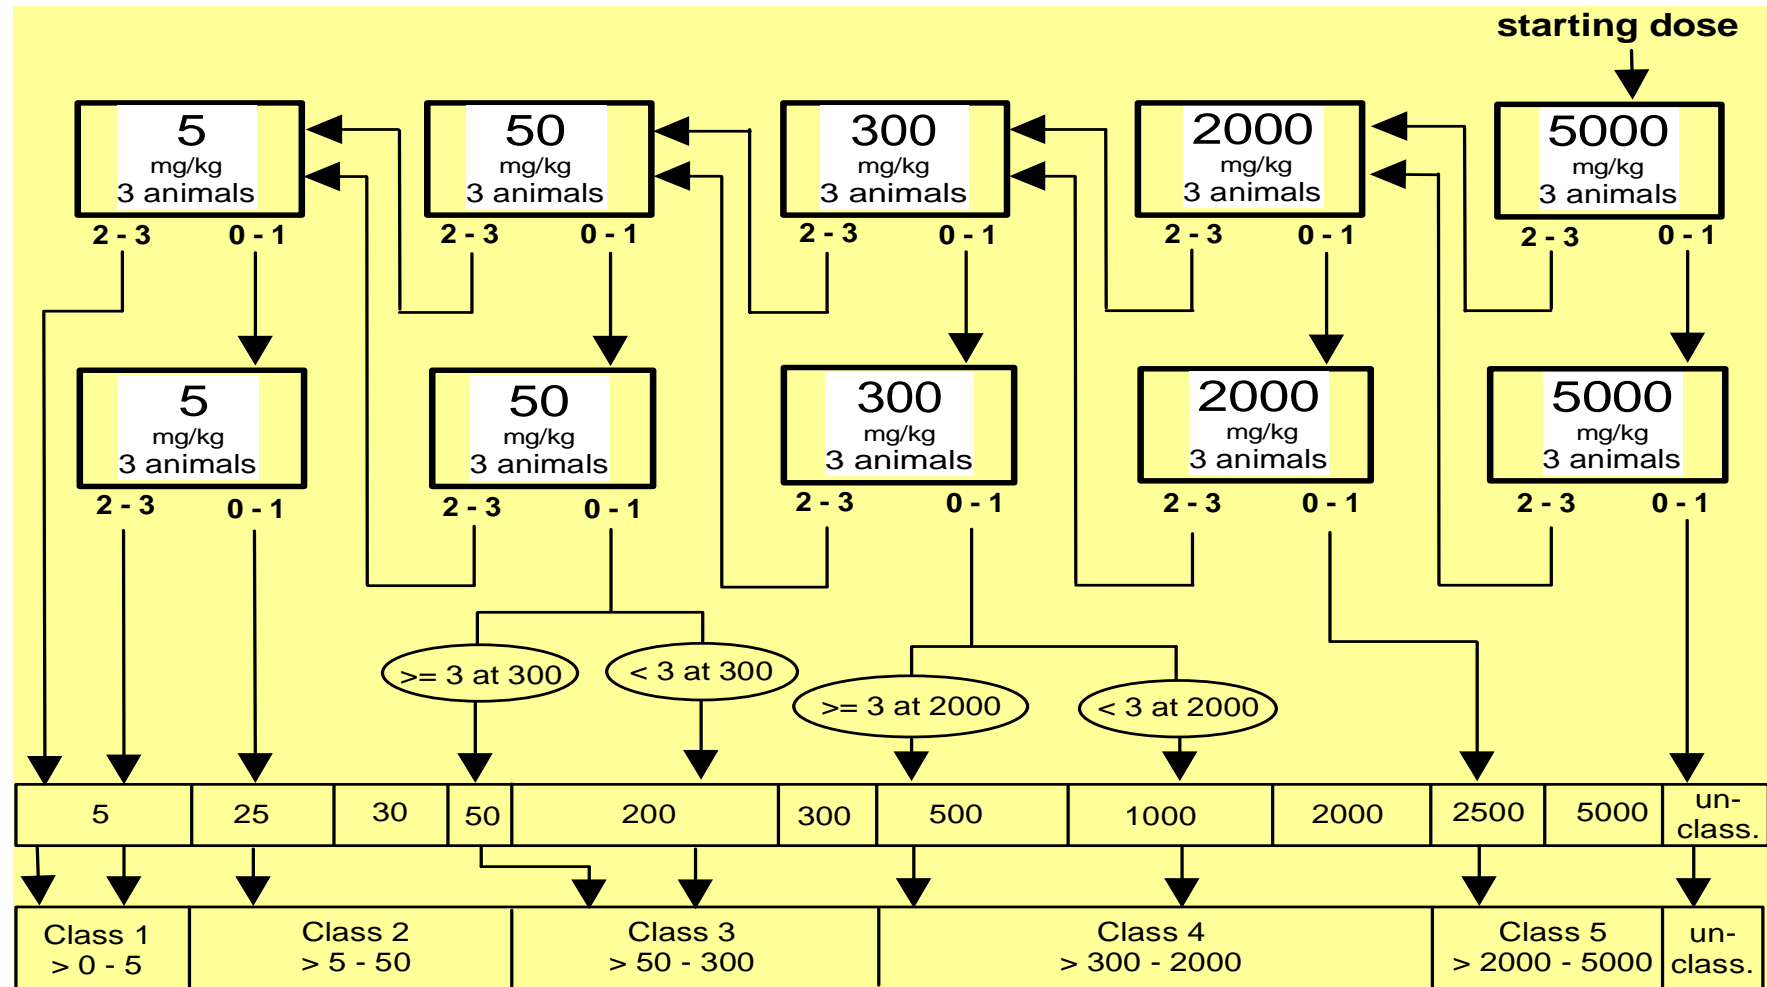 starting dose
5
mg/kg
3 animals
50
mg/kg
3 animals
300
mg/kg
3 animals
2000
mg/kg
3 animals
5000
mg/kg
3 animals
2 - 3 0 - 1
2 - 3 0 - 1
2 - 3 0 - 1
2 - 3 0 - 1
2 - 3 0 - 1
5
mg/kg
3 animals
50
mg/kg
3 animals
300
mg/kg
3 animals
2000
mg/kg
3 animals
5000
mg/kg
3 animals
2 - 3 0 - 1
2 - 3 0 - 1
2 - 3 0 - 1
2 - 3 0 - 1
2 - 3 0 - 1
>= 3 at 300
< 3 at 300
>= 3 at 2000
< 3 at 2000
5
25
30
50
200
300
500
1000
2000
2500
5000
un-
class.
Class 1
> 0 - 5
Class 2
> 5 - 50
Class 3
> 50 - 300
Class 4
> 300 - 2000
Class 5
> 2000 - 5000
un-
class.